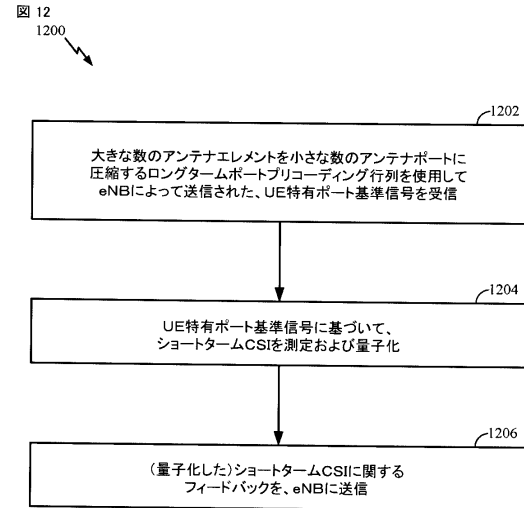 図 12
1200
1202
大きな数のアンテナエレメントを小さな数のアンテナポートに
圧縮するロングタームポートプリコーディング行列を使用して
eNBによって送信された、UE特有ポート基準信号を受信
1204
UE特有ポート基準信号に基づいて、
ショートタームCSIを測定および量子化
1206
(量子化した)ショートタームCSIに関する
フィードバックを、eNBに送信